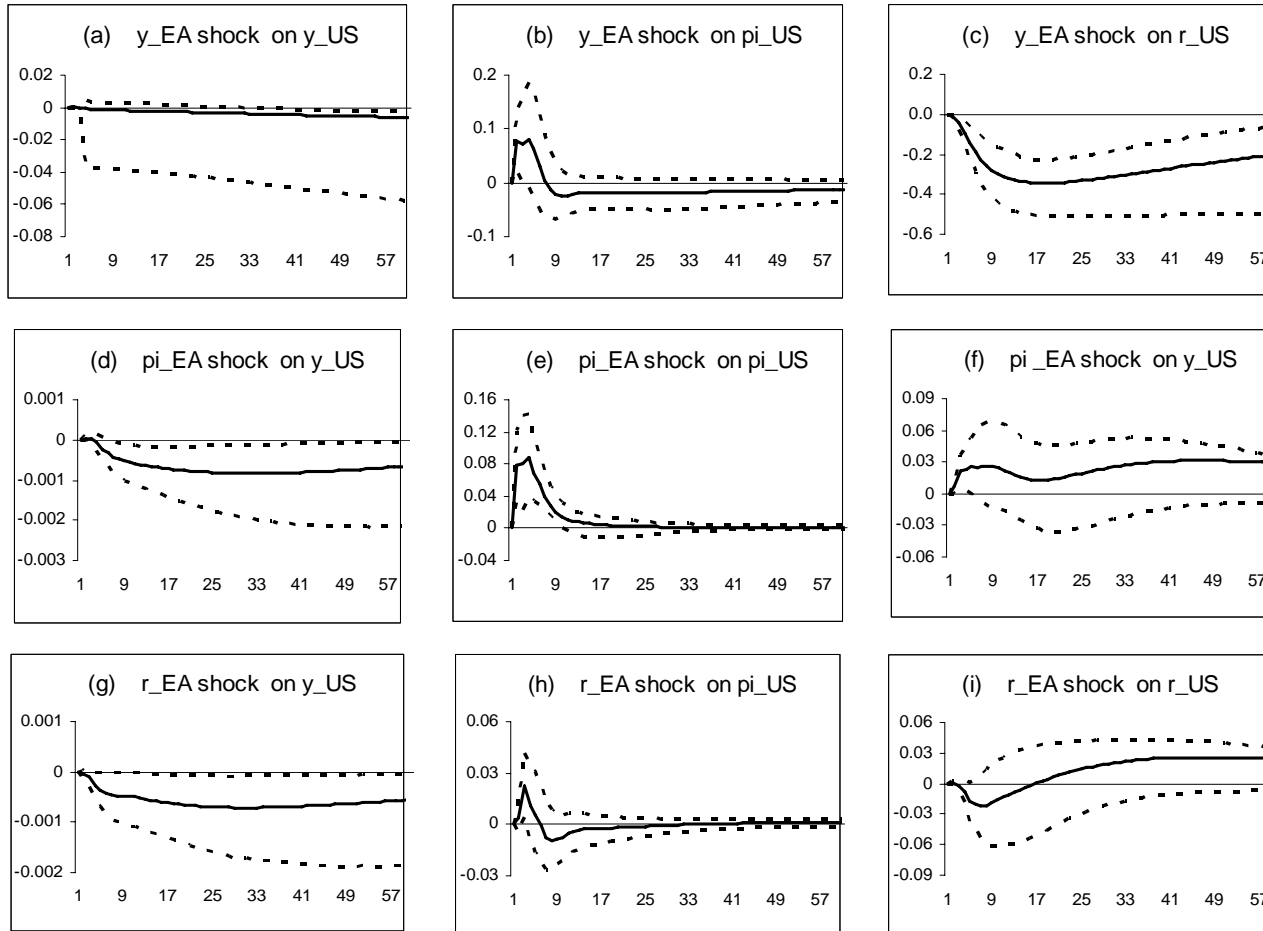 (a) y_EA shock on y_US
0.02
0
-0.02
-0.04
-0.06
-0.08
1 9 17 25 33 41 49 57
(b) y_EA shock on pi_US
0.2
0.1
0
-0.1
1 9 17 25 33 41 49 57
(c) y_EA shock on r_US
0.2
0.0
-0.2
-0.4
-0.6
1 9 17 25 33 41 49 57
(d) pi_EA shock on y_US
0.001
0
-0.001
-0.002
-0.003
1 9 17 25 33 41 49 57
(e) pi_EA shock on pi_US
0.16
0.12
0.08
0.04
0
-0.04
1 9 17 25 33 41 49 57
(f) pi _EA shock on y_US
0.09
0.06
0.03
0
-0.03
-0.06
1 9 17 25 33 41 49 57
(g) r_EA shock on y_US
0.001
0
-0.001
-0.002
1 9 17 25 33 41 49 57
(h) r_EA shock on pi_US
0.06
0.03
0
-0.03
1 9 17 25 33 41 49 57
(i) r_EA shock on r_US
0.06
0.03
0
-0.03
-0.06
-0.09
1 9 17 25 33 41 49 57